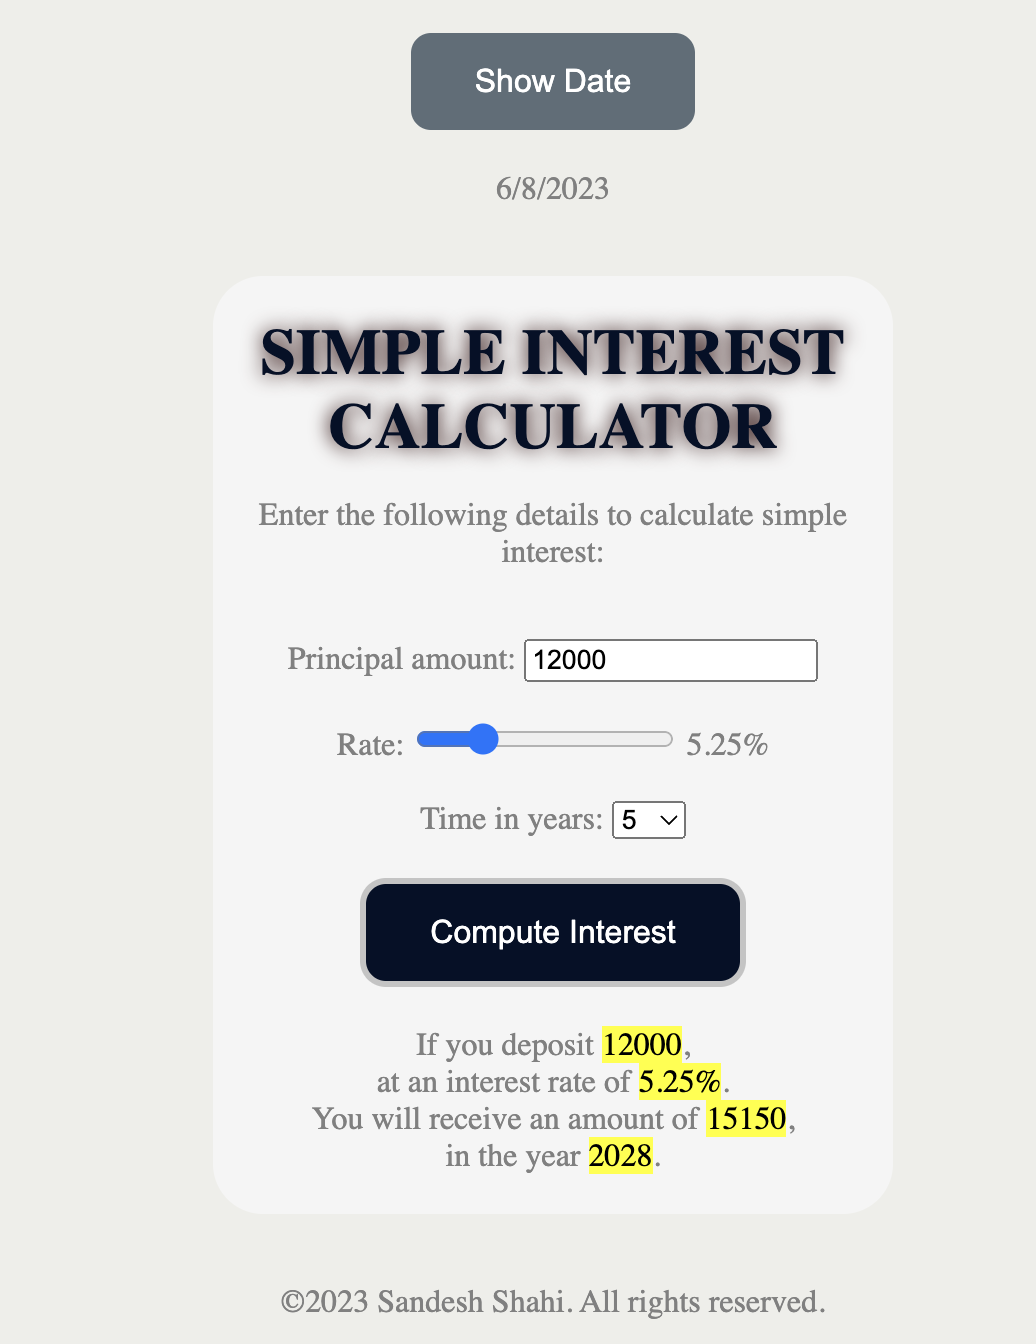 Show Date
6/8/2023
SIMPLE INTEREST
CALCULATOR
Enter the following details to calculate simple
interest:
Principal amount: 12000
Rate: 5.25%
Time in years: 5
Compute Interest
If you deposit 12000,
at an interest rate of 5.25%.
You will receive an amount of 15150,
in the year 2028.
©2023 Sandesh Shahi. All rights reserved.